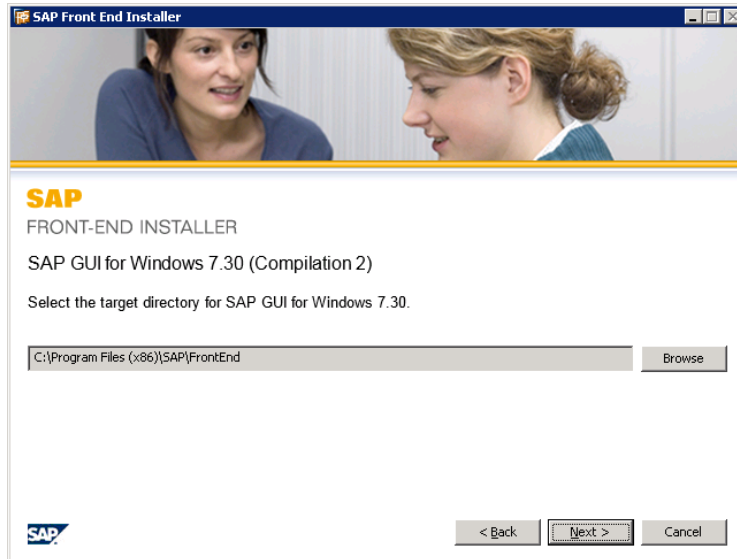 SAP Front End Installer
SAP
FRONT-END INSTALLER
SAP GUI for Windows 7.30 (Compilation 2)
Select the target directory for SAP GUI for Windows 7.30.
C:\Program Files (x86)\SAP\FrontEnd
Browse
SAP
< Back
Next >
Cancel